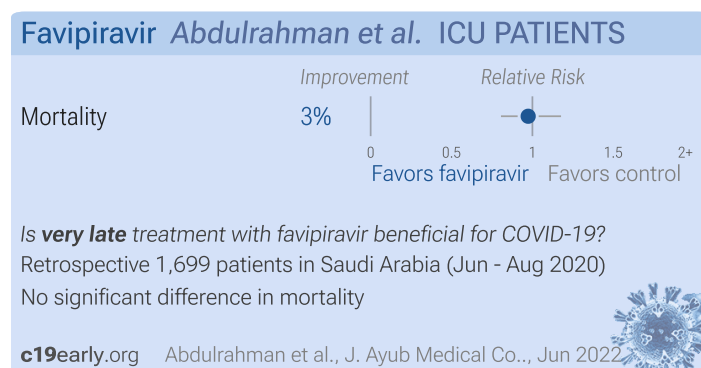 Favipiravir Abdulrahman et al. ICU PATIENTS
Improvement Relative Risk
Mortality 3%
0 0.5 1 1.5 2+
Favors favipiravir Favors control
Is very late treatment with favipiravir beneficial for COVID-19?
Retrospective 1,699 patients in Saudi Arabia (Jun - Aug 2020)
No significant difference in mortality
c19early.org Abdulrahman et al., J. Ayub Medical Co.., Jun 2022